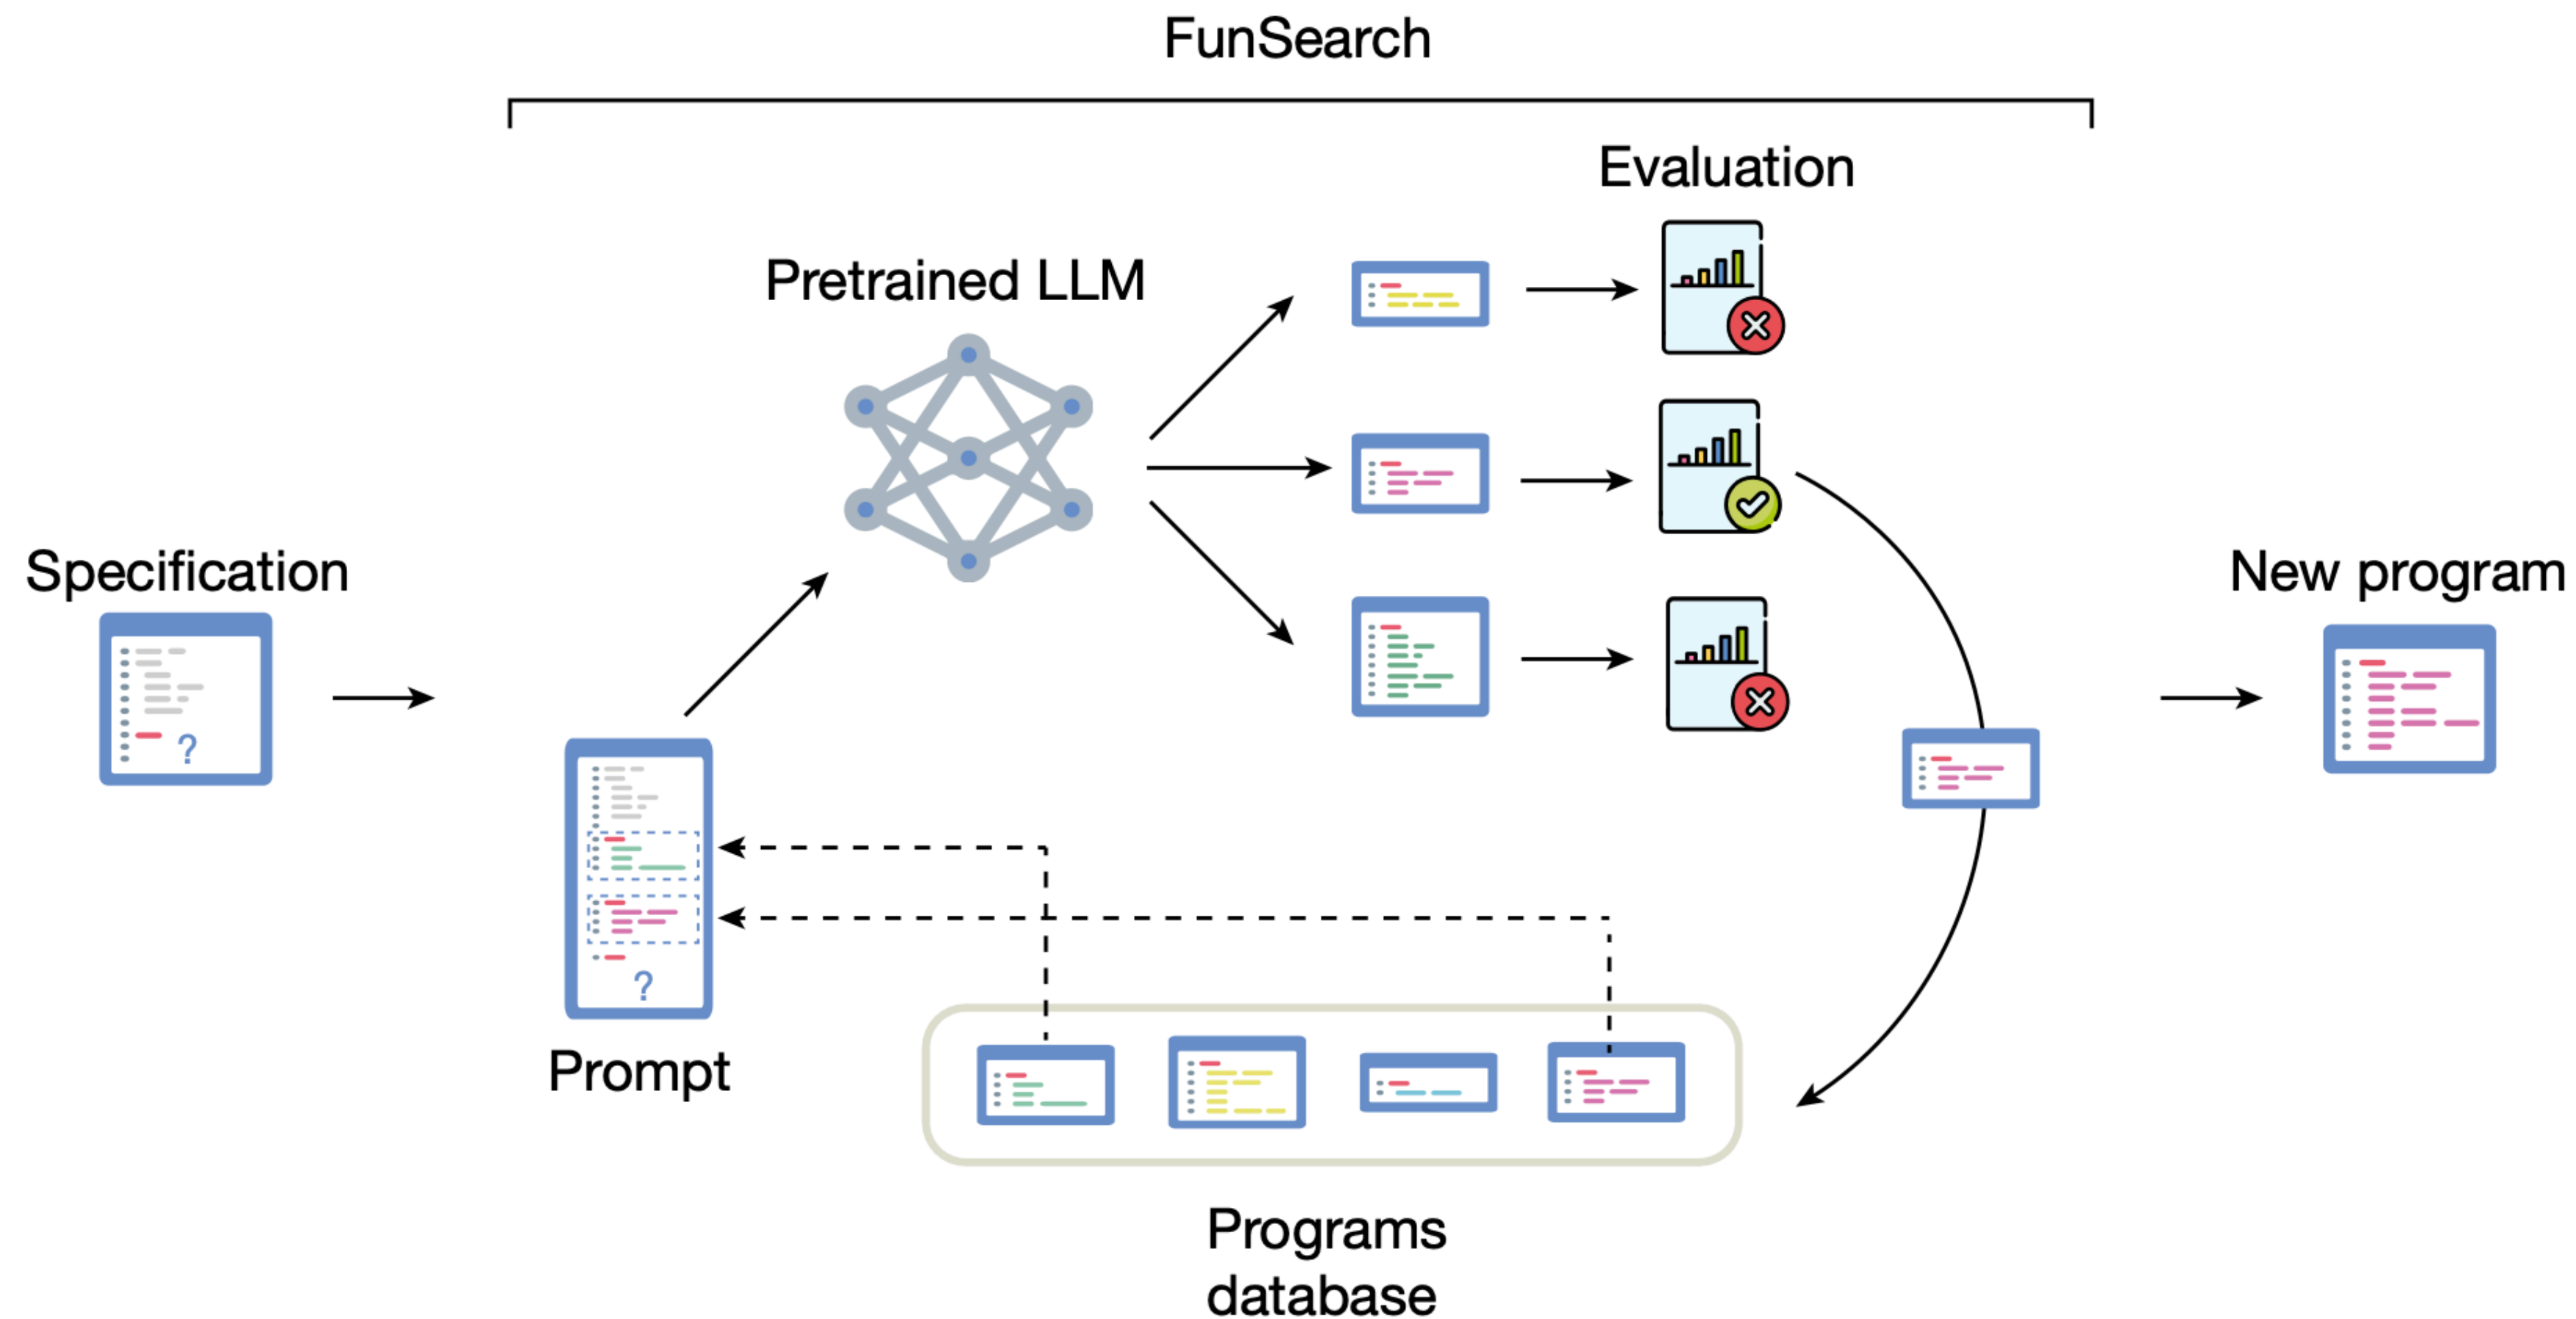 FunSearch
Evaluation
Pretrained LLM
Specification
?
New program
?
Prompt
Programs
database